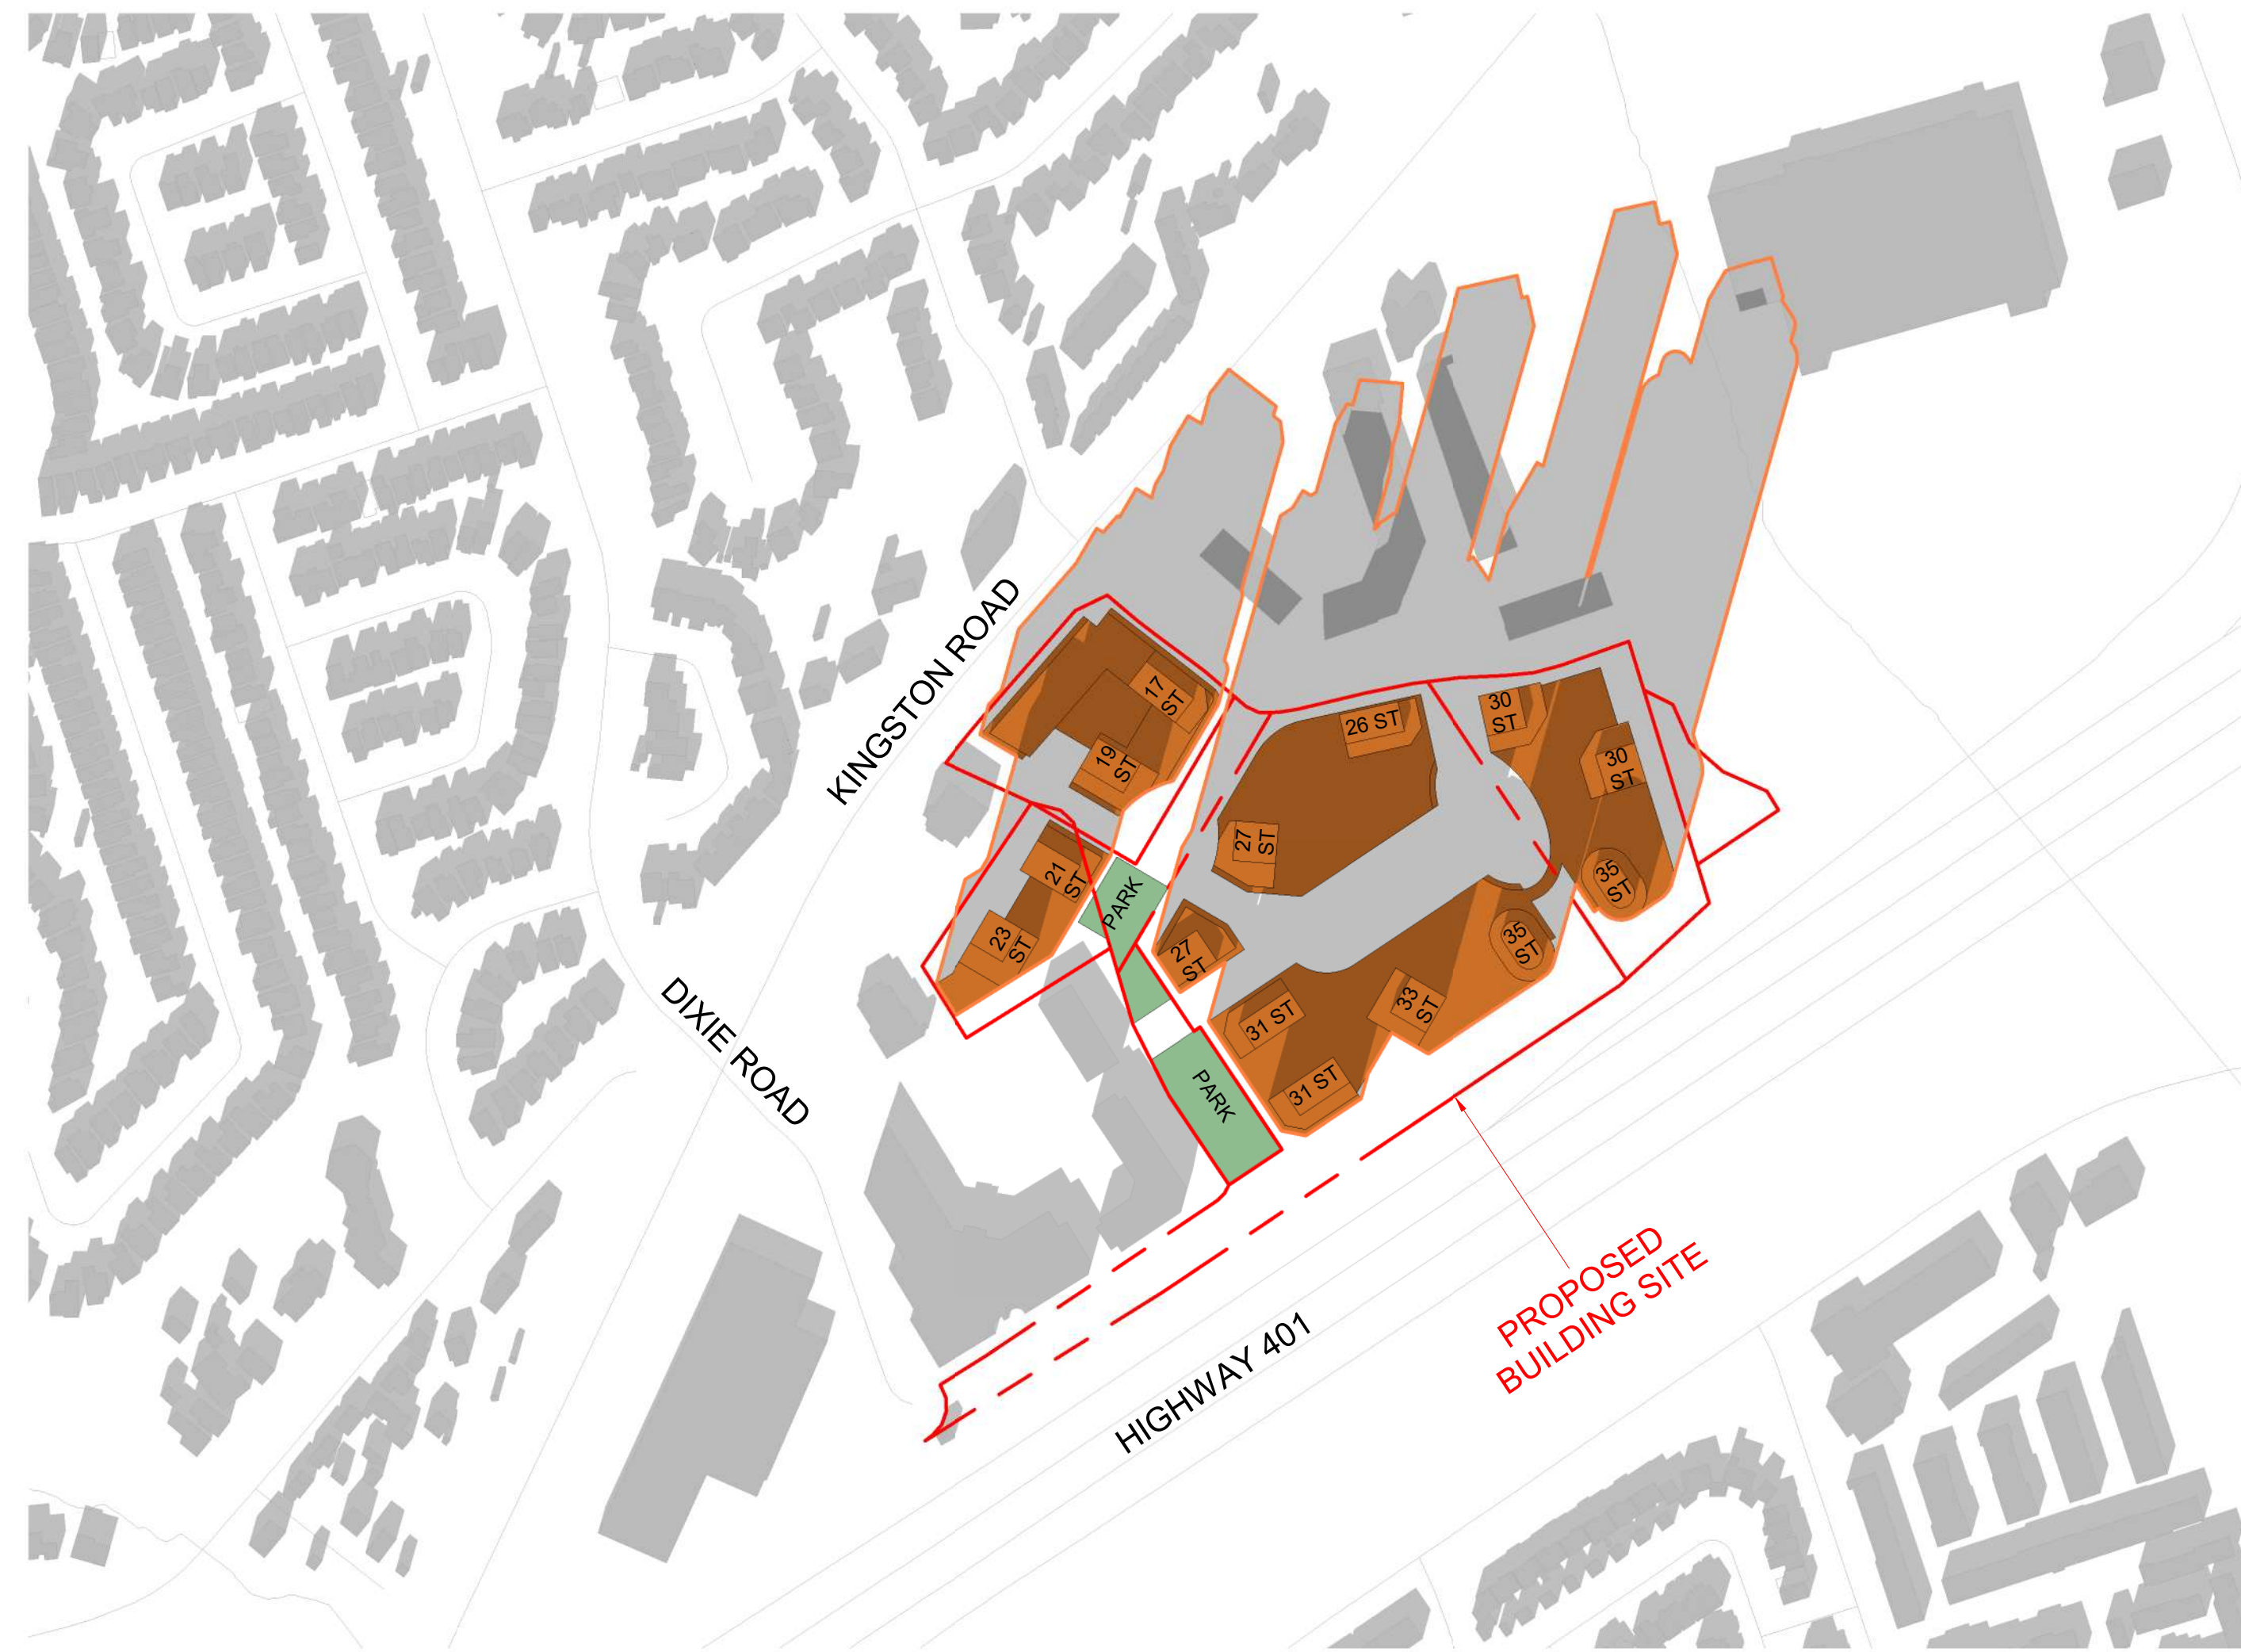 KINGSTON ROAD
17
ST
19
ST
26 ST
30
ST
30
ST
27
ST
21
ST
35
ST
PARK
23
ST
27
ST
35
ST
31 ST
33
ST
31 ST
PARK
DIXIE ROAD
PROPOSED
BUILDING SITE
HIGHWAY 401